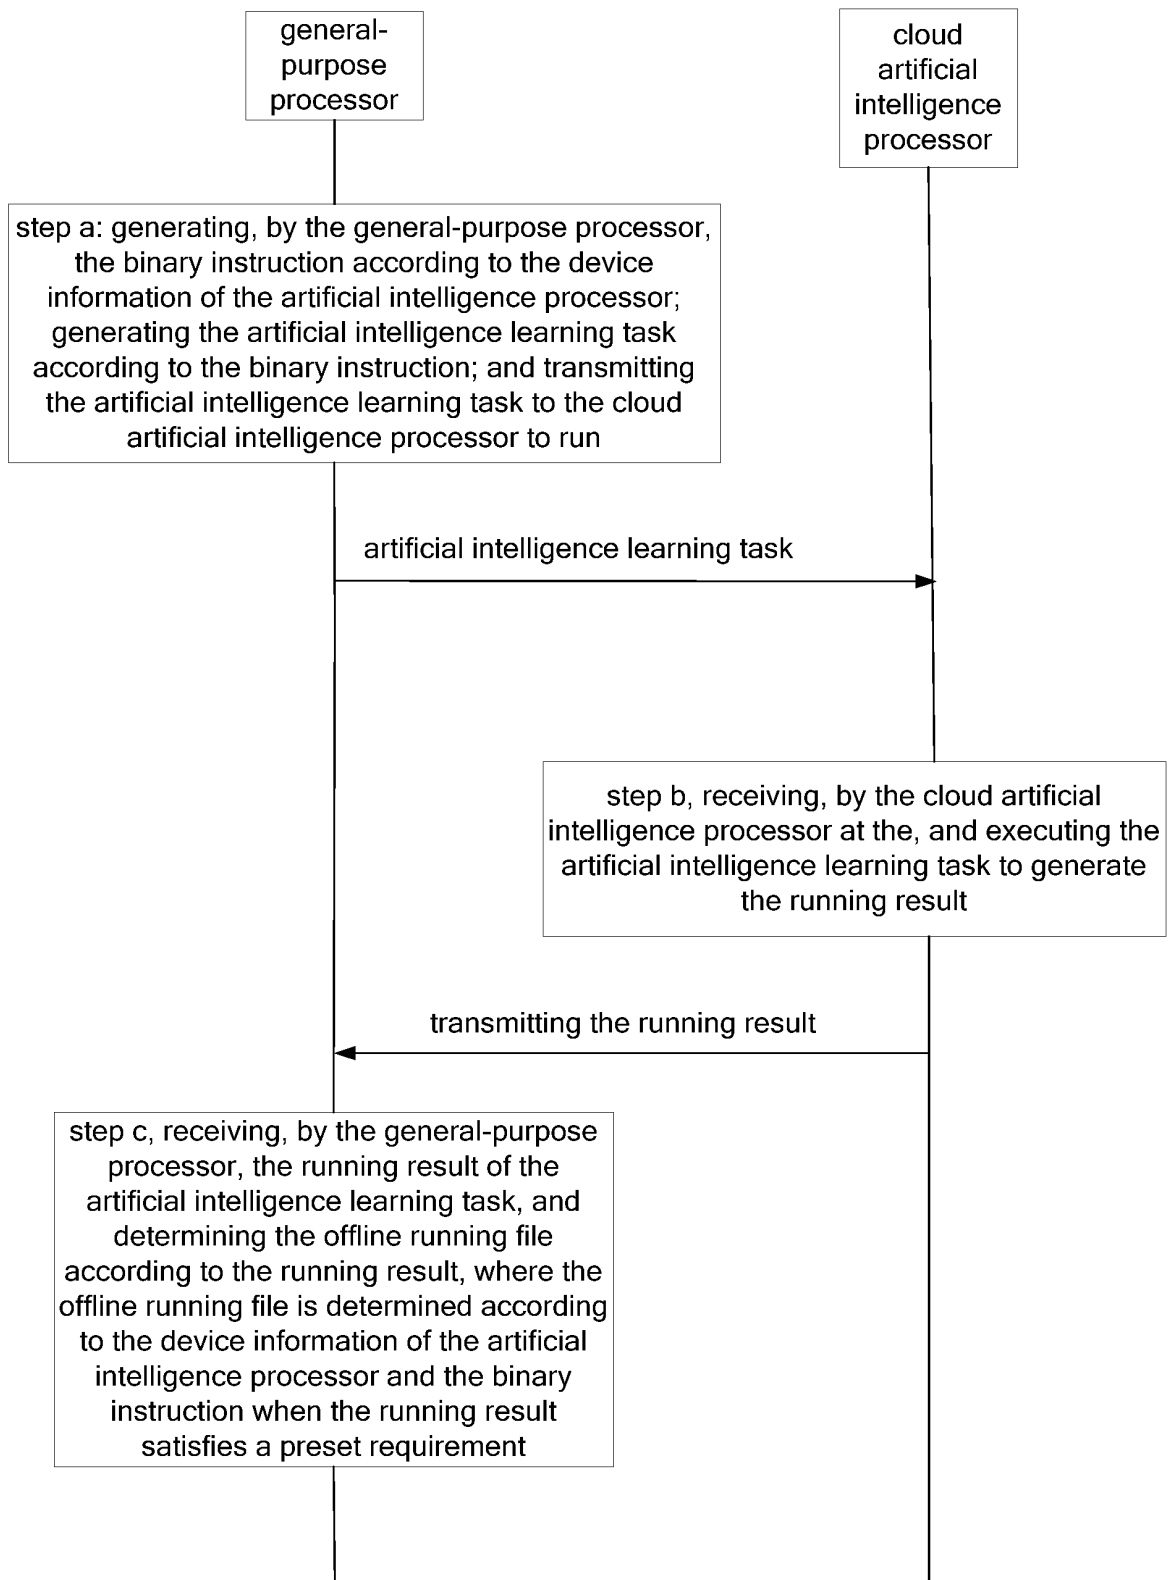 general-
purpose
processor
cloud
artificial
intelligence
processor
step a: generating, by the general-purpose processor,
the binary instruction according to the device
information of the artificial intelligence processor;
generating the artificial intelligence learning task
according to the binary instruction; and transmitting
the artificial intelligence learning task to the cloud
artificial intelligence processor to run
artificial intelligence learning task
step b, receiving, by the cloud artificial
intelligence processor at the, and executing the
artificial intelligence learning task to generate
the running result
transmitting the running result
step c, receiving, by the general-purpose
processor, the running result of the
artificial intelligence learning task, and
determining the offline running file
according to the running result, where the
offline running file is determined according
to the device information of the artificial
intelligence processor and the binary
instruction when the running result
satisfies a preset requirement